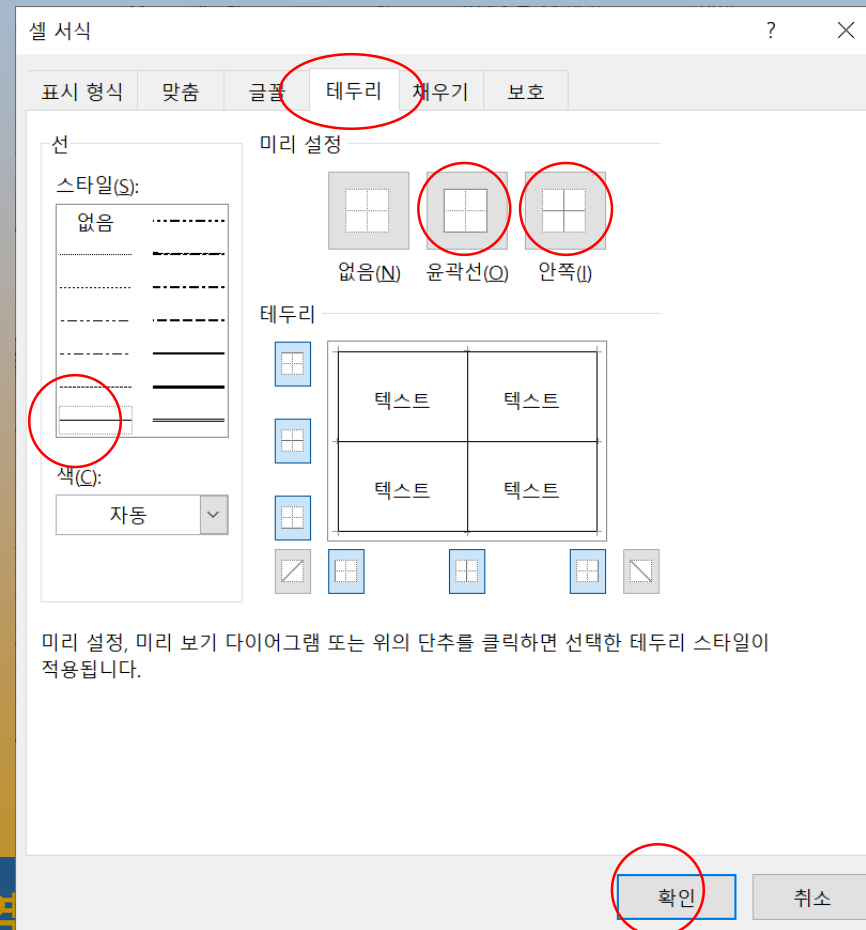 셀 서식
?
표시 형식 맞춤 글꼴 테두리 채우기 보호
선
스타일(S):
없음
색(C):
자동
미리 설정
없음(N) 윤곽선(O) 안쪽(I)
테두리
텍스트 텍스트
텍스트 텍스트
미리 설정, 미리 보기 다이어그램 또는 위의 단추를 클릭하면 선택한 테두리 스타일이
적용됩니다.
확인 취소